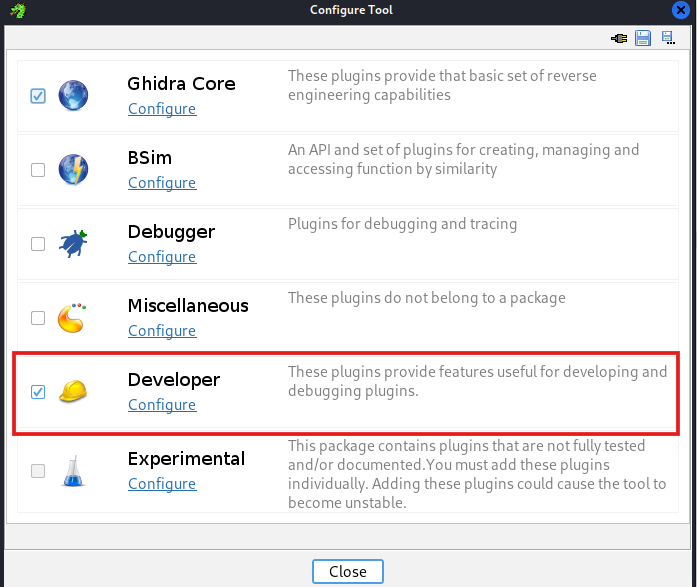 Configure Tool
Ghidra Core
Configure
These plugins provide that basic set of reverse
engineering capabilities
BSim
Configure
An API and set of plugins for creating, managing and
accessing function by similarity
Debugger
Configure
Plugins for debugging and tracing
Miscellaneous
Configure
These plugins do not belong to a package
Developer
Configure
These plugins provide features useful for developing and
debugging plugins.
Experimental
Configure
This package contains plugins that are not fully tested
and/or documented.You must add these plugins
individually. Adding these plugins could cause the tool to
become unstable.
Close